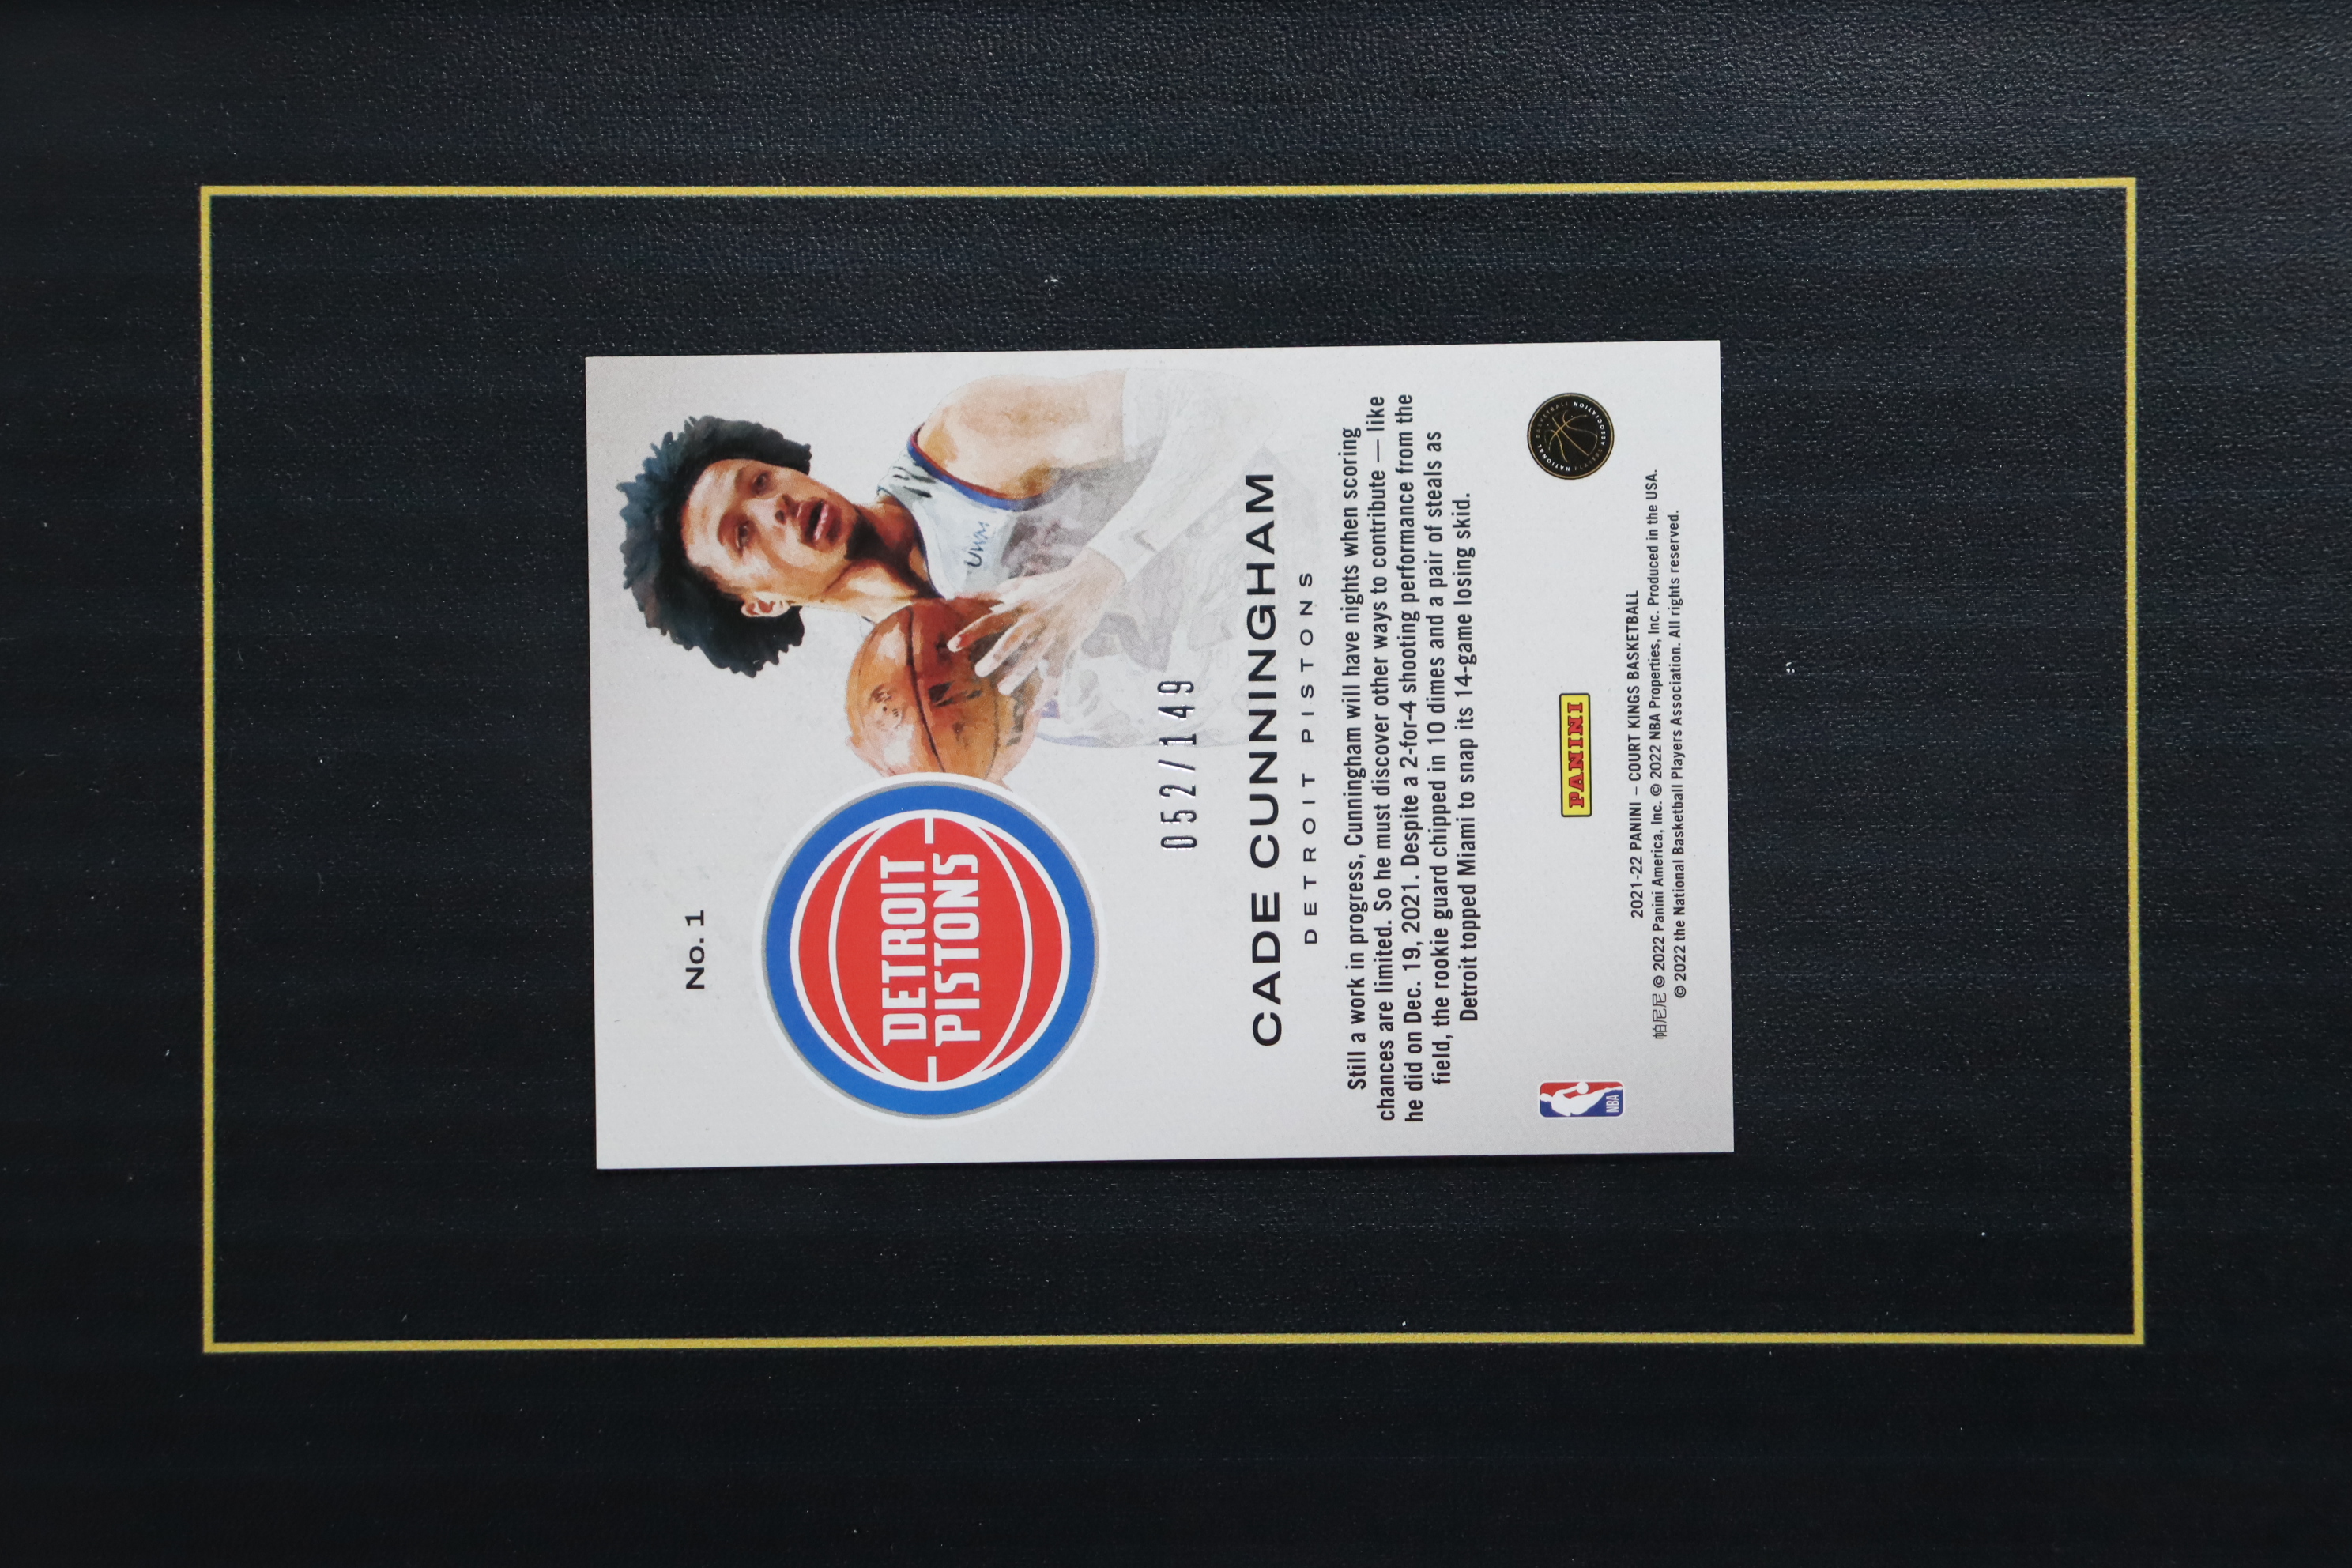 No. 1
DETROIT
PISTONS
UWM
052/149
CADE CUNNINGHAM
DETROIT PISTONS
Still a work in progress, Cunningham will have nights when scoring
chances are limited. So he must discover other ways to contribute — like
he did on Dec. 19, 2021. Despite a 2-for-4 shooting performance from the
field, the rookie guard chipped in 10 dimes and a pair of steals as
Detroit topped Miami to snap its 14-game losing skid.
NBA
PANINI
2021-22 PANINI – COURT KINGS BASKETBALL
帕尼尼 © 2022 Panini America, Inc. © 2022 NBA Properties, Inc. Produced in the USA.
© 2022 the National Basketball Players Association. All rights reserved.